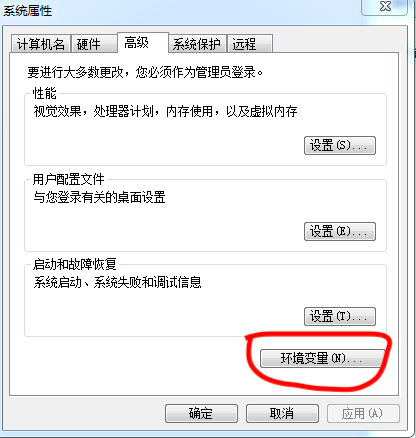 系统属性
计算机名 硬件 高级 系统保护 远程
要进行大多数更改，您必须作为管理员登录。
性能
视觉效果，处理器计划，内存使用，以及虚拟内存
设置(S)...
用户配置文件
与您登录有关的桌面设置
设置(E)...
启动和故障恢复
系统启动、系统失败和调试信息
设置(T)...
环境变量(N)...
确定 取消 应用(A)